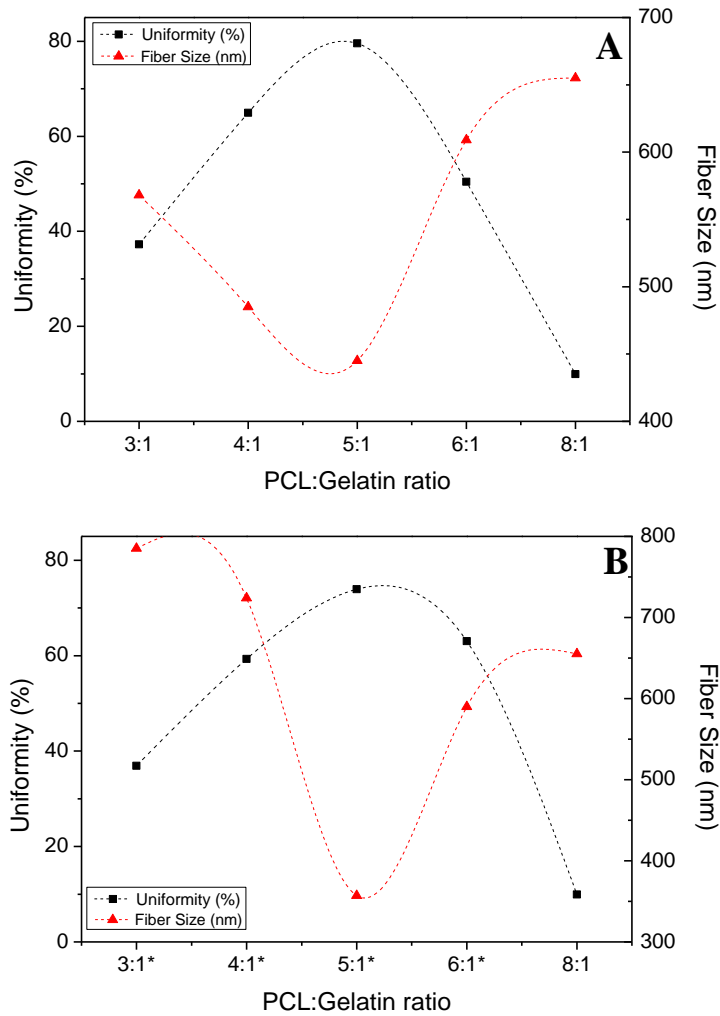 A
Uniformity (%)
Fiber Size (nm)
80
60
40
20
0
Uniformity (%)
700
600
500
400
Fiber Size (nm)
3:1 4:1 5:1 6:1 8:1
PCL:Gelatin ratio
B
80
60
40
20
0
Uniformity (%)
800
700
600
500
400
300
Fiber Size (nm)
Uniformity (%)
Fiber Size (nm)
3:1* 4:1* 5:1* 6:1* 8:1
PCL:Gelatin ratio